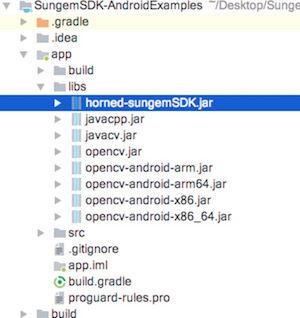 SungemSDK-AndroidExamples ~/Desktop/Sunge
.gradle
.idea
app
build
libs
horned-sungemSDK.jar
javacpp.jar
javacv.jar
opencv.jar
opencv-android-arm.jar
opencv-android-arm64.jar
opencv-android-x86.jar
opencv-android-x86_64.jar
src
.gitignore
app.iml
build.gradle
proguard-rules.pro
build